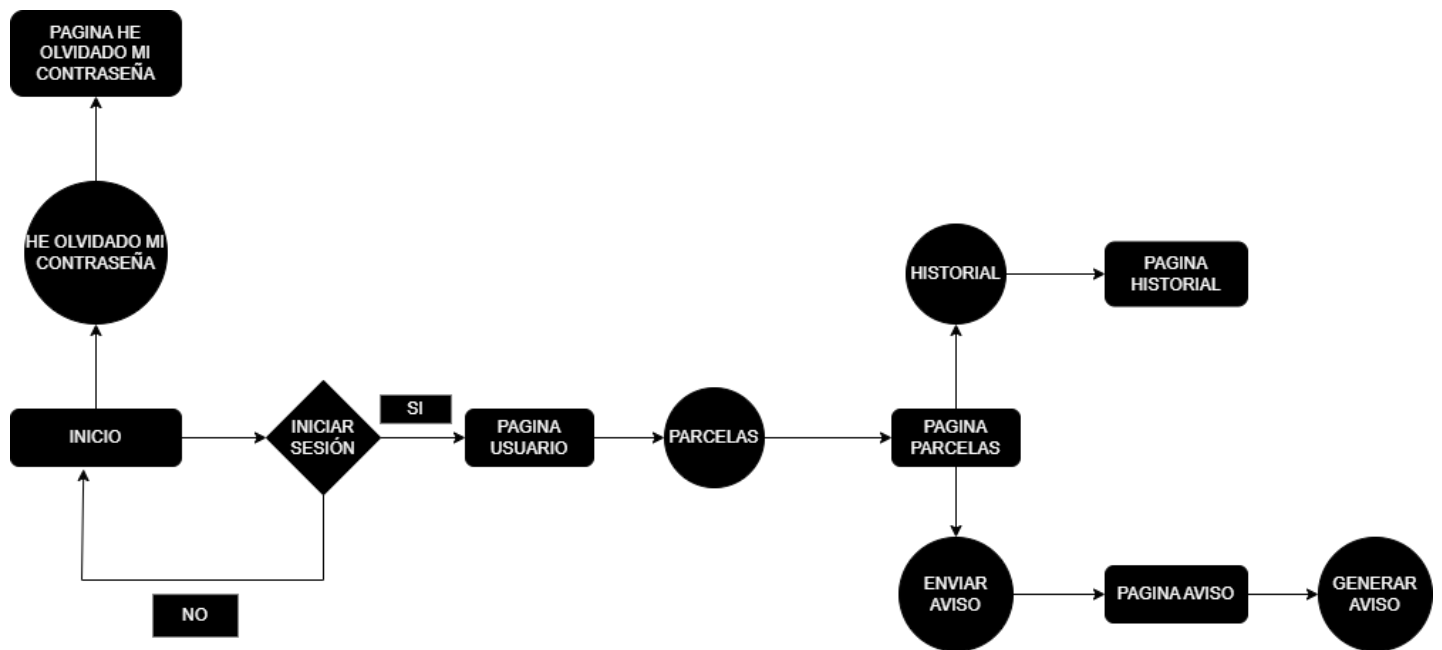 PAGINA HE
OLVIDADO MI
CONTRASEÑA
HE OLVIDADO MI
CONTRASEÑA
INICIO
INICIAR
SESIÓN
SI
NO
PAGINA
USUARIO
PARCELAS
PAGINA
PARCELAS
HISTORIAL
PAGINA
HISTORIAL
ENVIAR
AVISO
PAGINA AVISO
GENERAR
AVISO